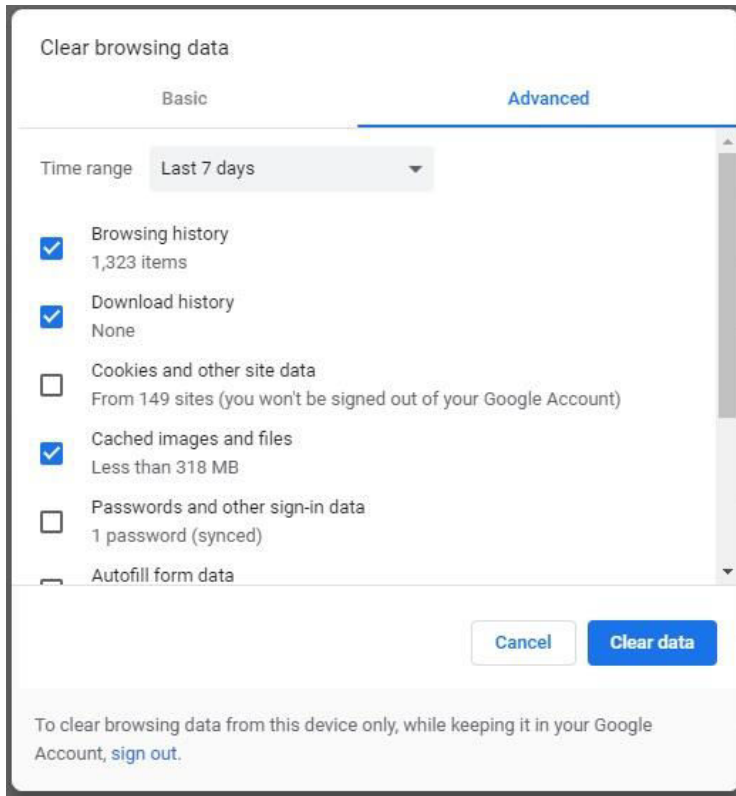 Clear browsing data
Basic
Advanced
Time range
Last 7 days
Browsing history
1,323 items
Download history
None
Cookies and other site data
From 149 sites (you won't be signed out of your Google Account)
Cached images and files
Less than 318 MB
Passwords and other sign-in data
1 password (synced)
Autofill form data
Cancel
Clear data
To clear browsing data from this device only, while keeping it in your Google
Account, sign out.